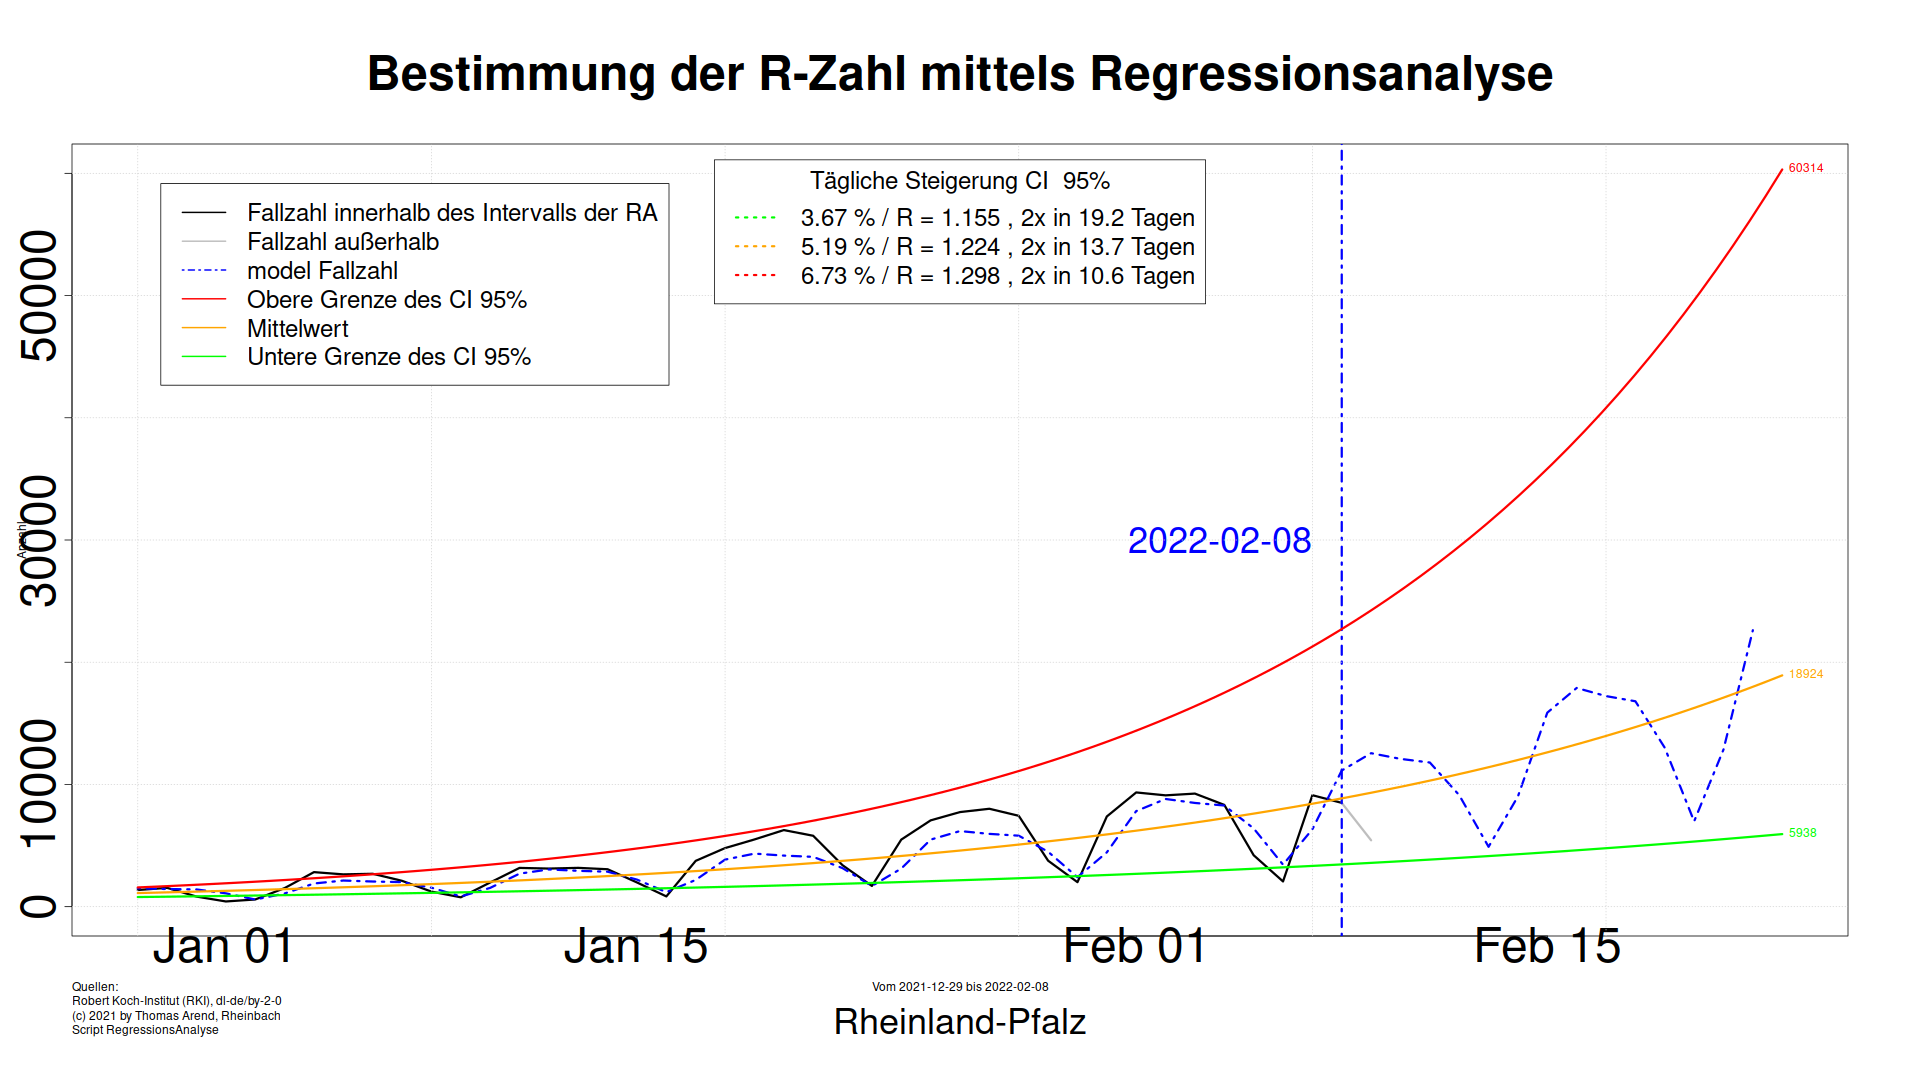 Bestimmung der R-Zahl mittels Regressionsanalyse
Fallzahl innerhalb des Intervalls der RA
Fallzahl außerhalb
model Fallzahl
Obere Grenze des CI 95%
Mittelwert
Untere Grenze des CI 95%
Tägliche Steigerung CI  95%
3.67 % / R = 1.155 , 2x in 19.2 Tagen
5.19 % / R = 1.224 , 2x in 13.7 Tagen
6.73 % / R = 1.298 , 2x in 10.6 Tagen
60314
18924
5938
2022-02-08
50000
30000
10000
0
Anzahl
Jan 01
Jan 15
Feb 01
Feb 15
Vom 2021-12-29 bis 2022-02-08
Rheinland-Pfalz
Quellen:
Robert Koch-Institut (RKI), dl-de/by-2-0
(c) 2021 by Thomas Arend, Rheinbach
Script RegressionsAnalyse